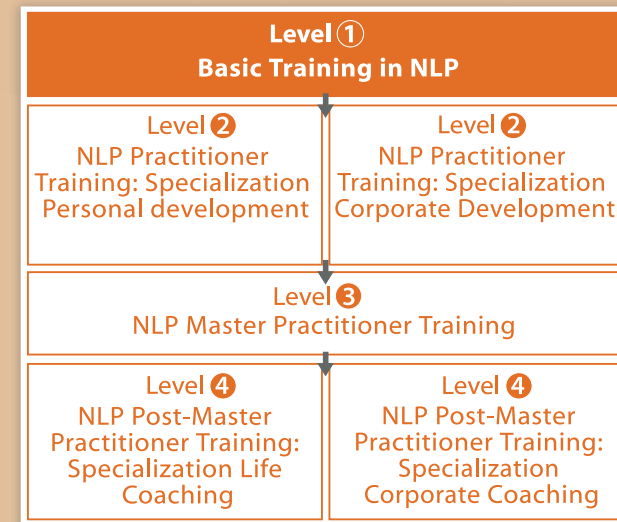 Level ①
Basic Training in NLP
Level ❷
NLP Practitioner
Training: Specialization
Personal development
Level ❷
NLP Practitioner
Training: Specialization
Corporate Development
Level ❸
NLP Master Practitioner Training
Level ❹
NLP Post-Master
Practitioner Training:
Specialization Life
Coaching
Level ❹
NLP Post-Master
Practitioner Training:
Specialization
Corporate Coaching